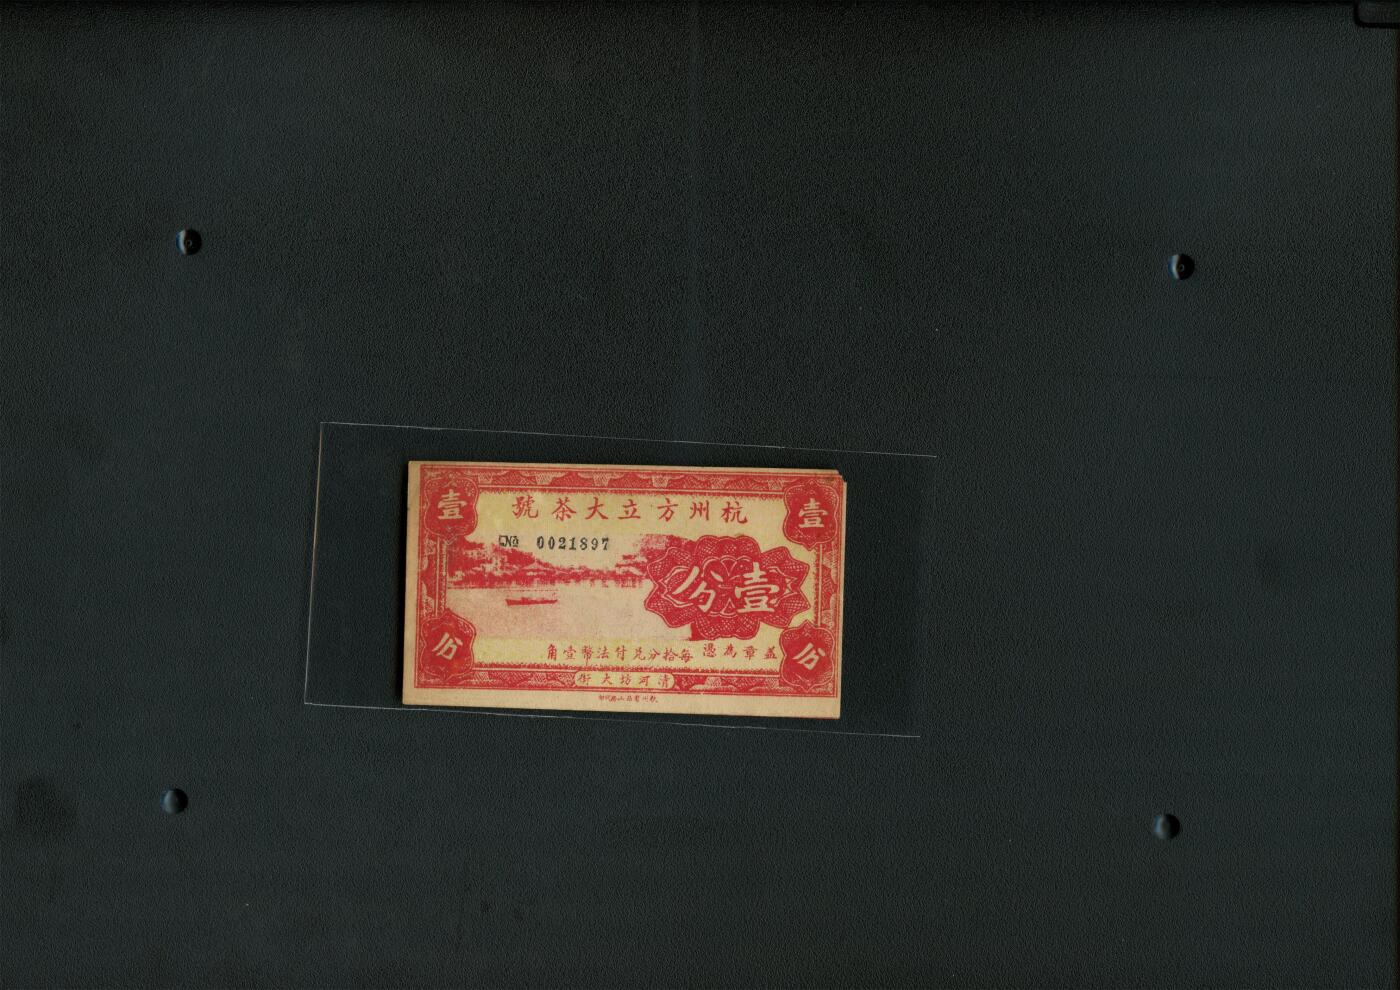 杭州方立大茶號
No 0021897
壹
壹
壹分
分
分
蓋章為憑 每拾分兌付法幣壹角
清河坊大街